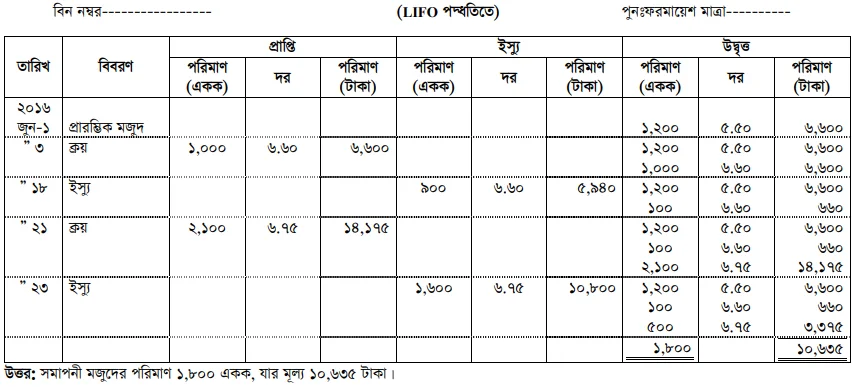 বিন নম্বর----------------- (LIFO পদ্ধতিতে) পুনঃফরমায়েশ মাত্রা----------
তারিখ বিবরণ প্রাপ্তি ইস্যু উদ্বৃত্ত
পরিমাণ (একক) দর পরিমাণ (টাকা) পরিমাণ (একক) দর পরিমাণ (টাকা) পরিমাণ (একক) দর পরিমাণ (টাকা)
২০১৬
জুন-১ প্রারম্ভিক মজুদ ১,২০০ ৫.৫০ ৬,৬০০
" ৩ ক্রয় ১,০০০ ৬.৬০ ৬,৬০০ ১,২০০ ৫.৫০ ৬,৬০০
১,০০০ ৬.৬০ ৬,৬০০
" ১৮ ইস্যু ৯০০ ৬.৬০ ৫,৯৪০ ১,২০০ ৫.৫০ ৬,৬০০
১০০ ৬.৬০ ৬৬০
" ২১ ক্রয় ২,১০০ ৬.৭৫ ১৪,১৭৫ ১,২০০ ৫.৫০ ৬,৬০০
১০০ ৬.৬০ ৬৬০
২,১০০ ৬.৭৫ ১৪,১৭৫
" ২৩ ইস্যু ১,৬০০ ৬.৭৫ ১০,৮০০ ১,২০০ ৫.৫০ ৬,৬০০
১০০ ৬.৬০ ৬৬০
৫০০ ৬.৭৫ ৩,৩৭৫
১,৮০০ ১০,৬৩৫
উত্তর: সমাপনী মজুদের পরিমাণ ১,৮০০ একক, যার মূল্য ১০,৬৩৫ টাকা।